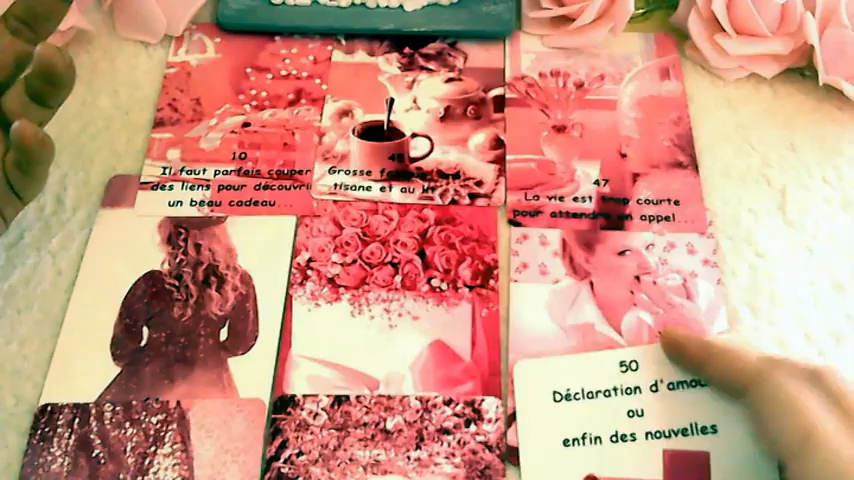 10
Il faut parfois couper
des liens pour découvrir
un beau cadeau...
Grosse
tisane et au
47
La vie est trop courte
pour attendre un appel...
50
Déclaration d'amour
ou
enfin des nouvelles